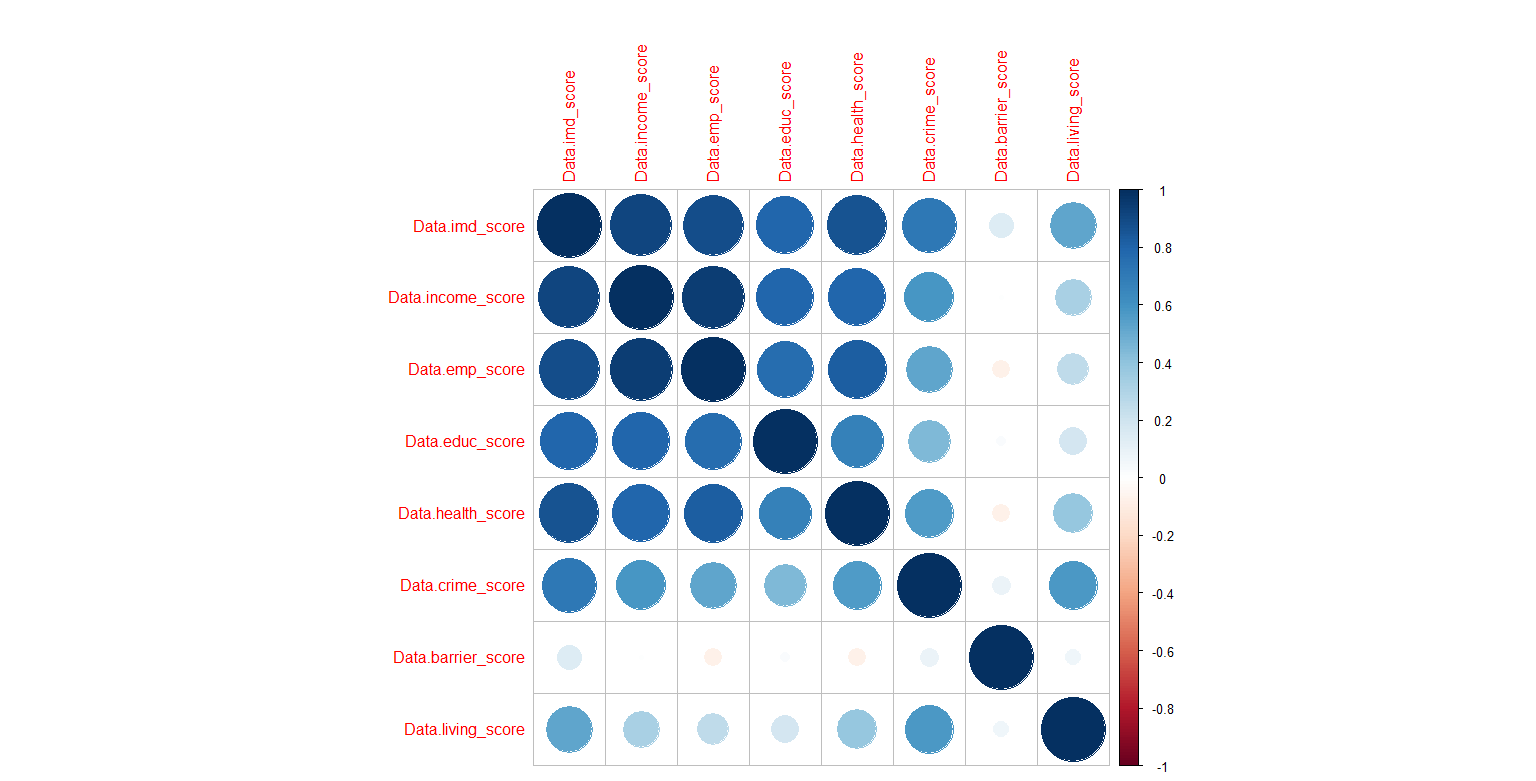 Data.imd_score
Data.income_score
Data.emp_score
Data.educ_score
Data.health_score
Data.crime_score
Data.barrier_score
Data.living_score
Data.imd_score
Data.income_score
Data.emp_score
Data.educ_score
Data.health_score
Data.crime_score
Data.barrier_score
Data.living_score
1
0.8
0.6
0.4
0.2
0
-0.2
-0.4
-0.6
-0.8
-1